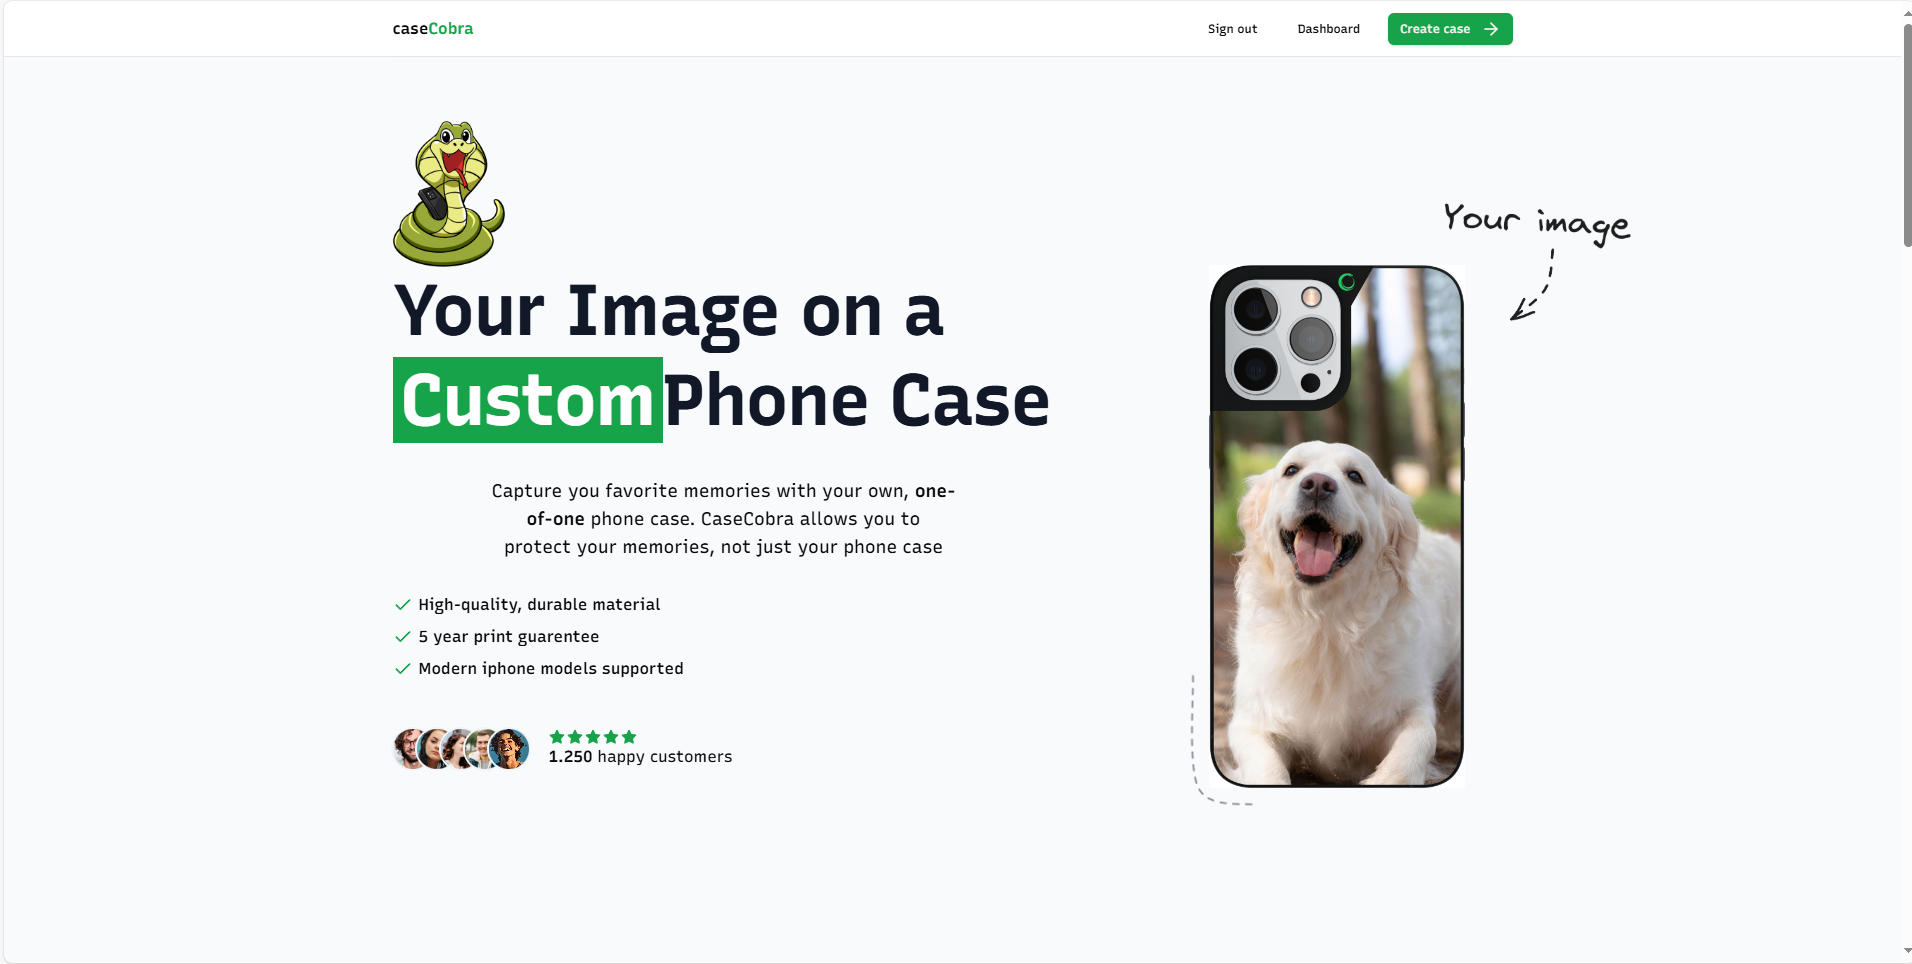 caseCobra
Sign out
Dashboard
Create case
Your image
Your Image on a
Custom Phone Case
Capture you favorite memories with your own, one-
of-one phone case. CaseCobra allows you to
protect your memories, not just your phone case
High-quality, durable material
5 year print guarentee
Modern iphone models supported
1.250 happy customers